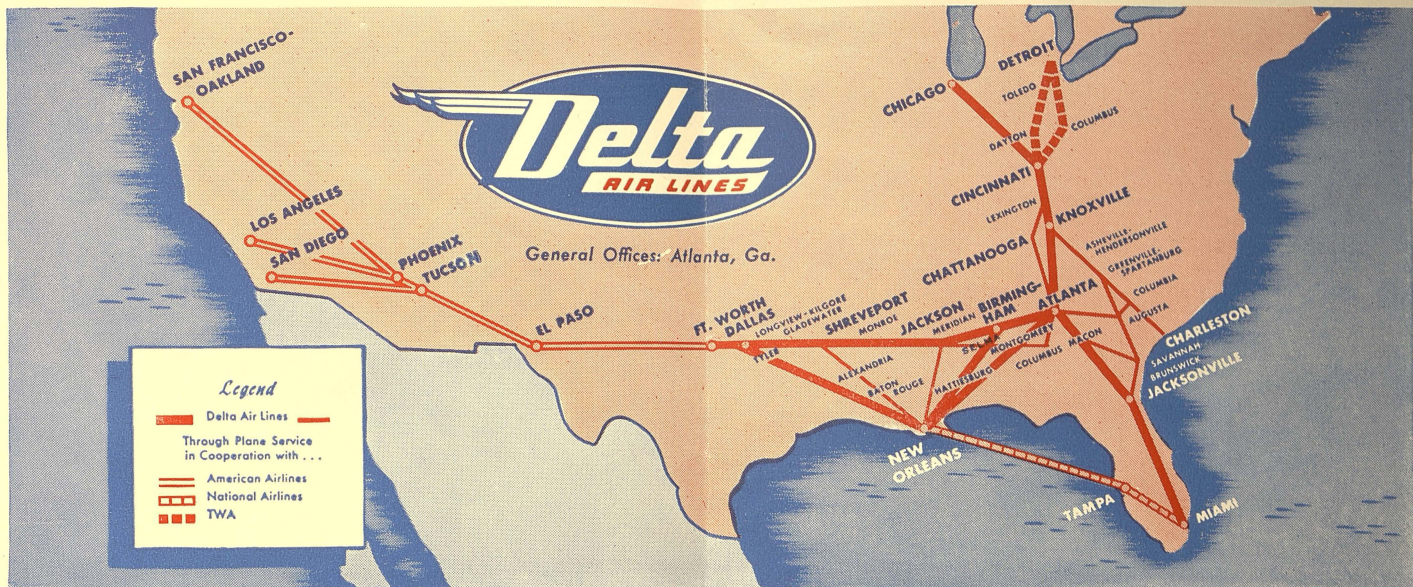 SAN FRANCISCO-
OAKLAND
LOS ANGELES
SAN DIEGO
PHOENIX
TUCSON
EL PASO
Delta
AIR LINES
General Offices: Atlanta, Ga.
FT. WORTH
DALLAS
TYLER
LONGVIEW-KILGORE
GLADEWATER
SHREVEPORT
MONROE
ALEXANDRIA
BATON
ROUGE
JACKSON
MERIDIAN
HATTIESBURG
BIRMING-
HAM
SELMA
MONTGOMERY
COLUMBUS
MACON
ATLANTA
CHATTANOOGA
KNOXVILLE
LEXINGTON
CINCINNATI
DAYTON
COLUMBUS
TOLEDO
DETROIT
CHICAGO
ASHEVILLE-
HENDERSONVILLE
GREENVILLE-
SPARTANBURG
COLUMBIA
AUGUSTA
CHARLESTON
SAVANNAH
BRUNSWICK
JACKSONVILLE
NEW
ORLEANS
TAMPA
MIAMI
Legend
Delta Air Lines
Through Plane Service
in Cooperation with . . .
American Airlines
National Airlines
TWA